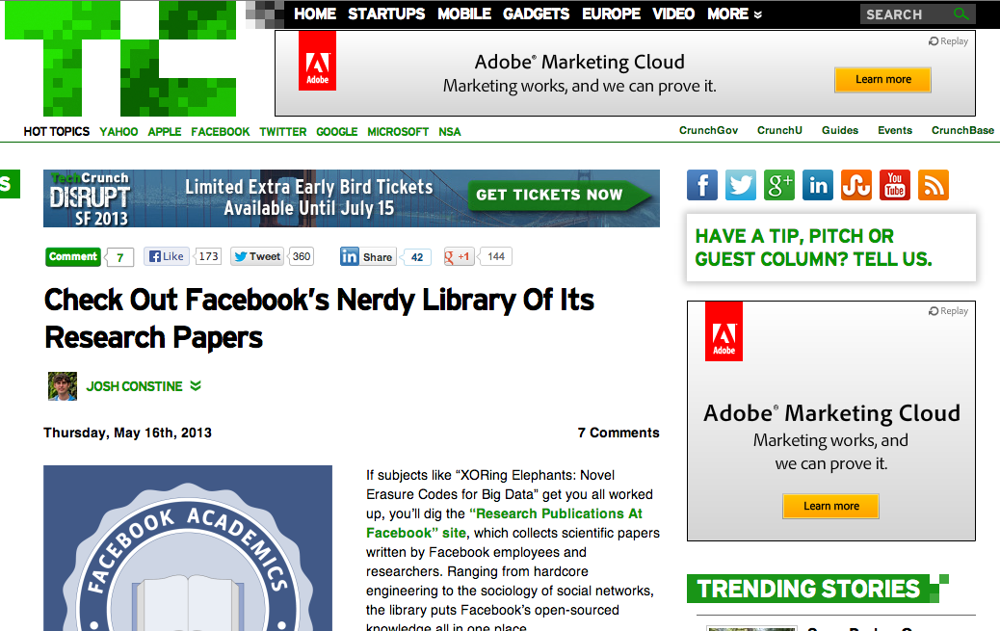 TC
HOME STARTUPS MOBILE GADGETS EUROPE VIDEO MORE
SEARCH
Adobe
Adobe® Marketing Cloud
Marketing works, and we can prove it.
Replay
Learn more
HOT TOPICS YAHOO APPLE FACEBOOK TWITTER GOOGLE MICROSOFT NSA
CrunchGov CrunchU Guides Events CrunchBase
S
TechCrunch
DISRUPT
SF 2013
Limited Extra Early Bird Tickets
Available Until July 15
GET TICKETS NOW
f g+ in You Tube
HAVE A TIP, PITCH OR
GUEST COLUMN? TELL US.
Comment 7 Like 173 Tweet 360 in Share 42 g +1 144
Check Out Facebook's Nerdy Library Of Its
Research Papers
JOSH CONSTINE
Thursday, May 16th, 2013
7 Comments
FACEBOOK ACADEMICS
If subjects like “XORing Elephants: Novel
Erasure Codes for Big Data” get you all worked
up, you’ll dig the “Research Publications At
Facebook” site, which collects scientific papers
written by Facebook employees and
researchers. Ranging from hardcore
engineering to the sociology of social networks,
the library puts Facebook’s open-sourced
knowledge all in one place.
Replay
Adobe
Adobe® Marketing Cloud
Marketing works, and
we can prove it.
Learn more
TRENDING STORIES